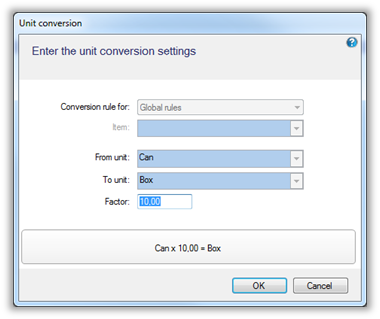 Unit conversion
Enter the unit conversion settings
?
Conversion rule for: Global rules
Item:
From unit: Can
To unit: Box
Factor: 10,00
Can x 10,00 = Box
OK Cancel